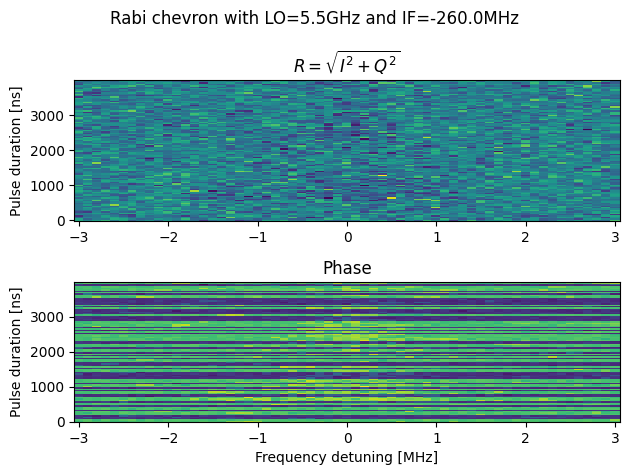 Rabi chevron with LO=5.5GHz and IF=-260.0MHz
R = √I² + Q²
Pulse duration [ns]
3000
2000
1000
0
−3 −2 −1 0 1 2 3
Phase
Pulse duration [ns]
3000
2000
1000
0
−3 −2 −1 0 1 2 3
Frequency detuning [MHz]